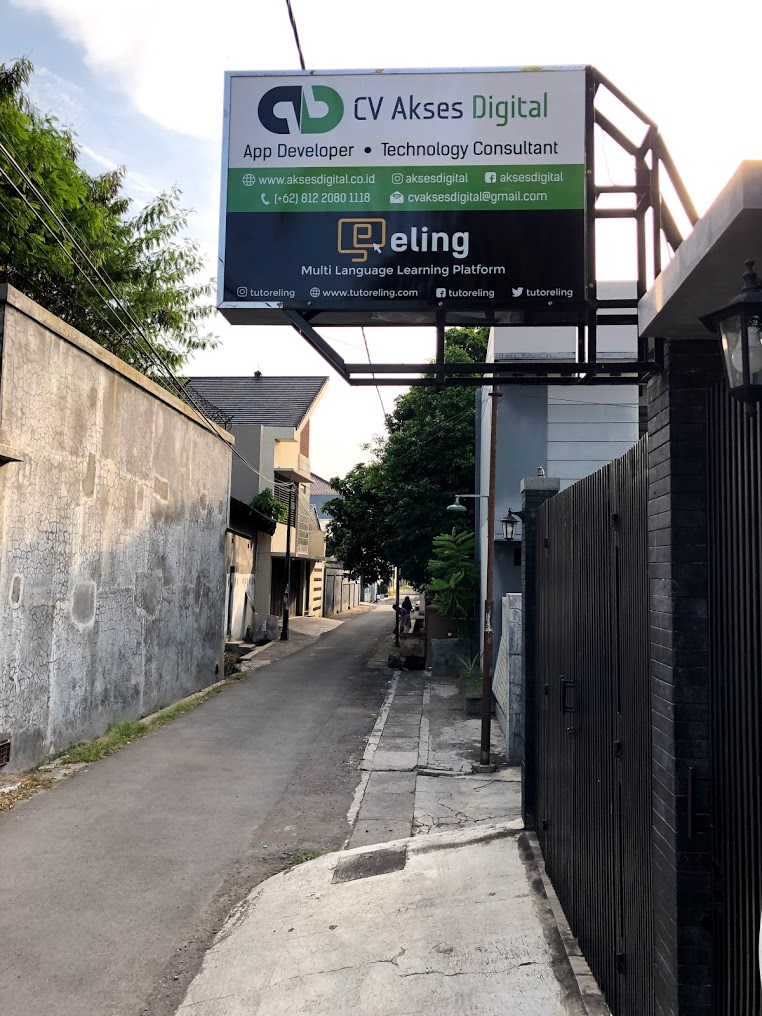 CV Akses Digital
App Developer • Technology Consultant
www.aksesdigital.co.id aksesdigital aksesdigital
(+62) 812 2080 1118 cvaksesdigital@gmail.com
eling
Multi Language Learning Platform
tutoreling www.tutoreling.com tutoreling tutoreling